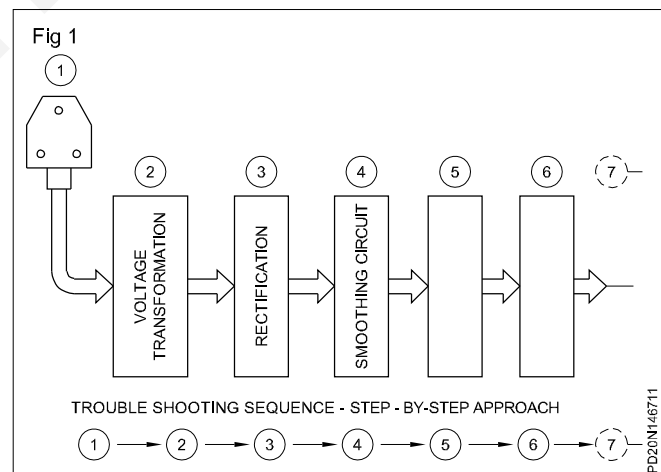 Fig 1
1
2
3
4
5
6
7
VOLTAGE
TRANSFORMATION
RECTIFICATION
SMOOTHING CIRCUIT
TROUBLE SHOOTING SEQUENCE - STEP - BY-STEP APPROACH
1 2 3 4 5 6 7
PD20N146711